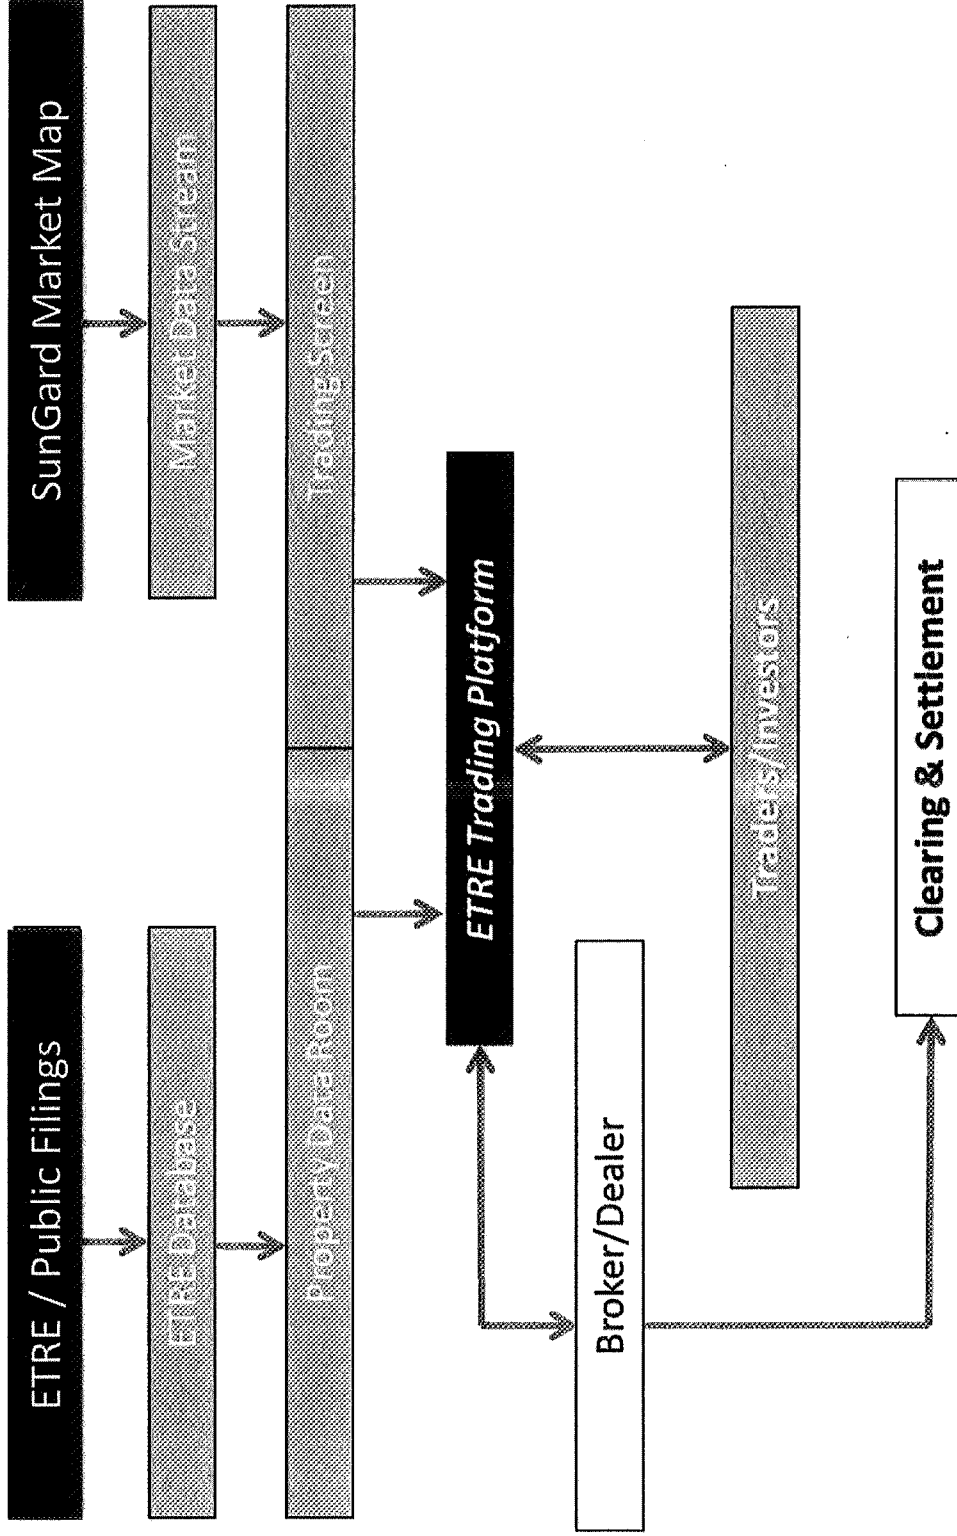 ETRE / Public Filings
SunGard Market Map
ETRE Database
Market Data Stream
Property Data Room
Trading Screen
ETRE Trading Platform
Broker/Dealer
Traders/Investors
Clearing & Settlement